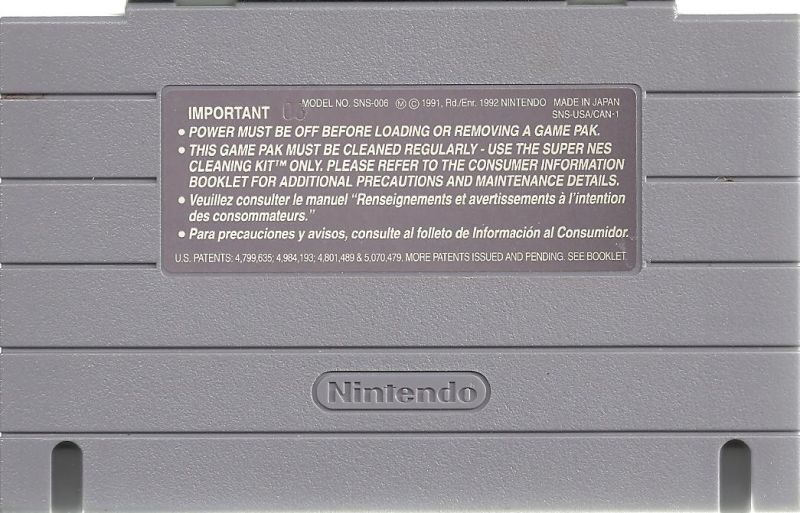 IMPORTANT MODEL NO. SNS-006 Ⓜ © 1991, Rd./Enr. 1992 NINTENDO MADE IN JAPAN
SNS-USA/CAN-1
• POWER MUST BE OFF BEFORE LOADING OR REMOVING A GAME PAK.
• THIS GAME PAK MUST BE CLEANED REGULARLY - USE THE SUPER NES
CLEANING KIT™ ONLY. PLEASE REFER TO THE CONSUMER INFORMATION
BOOKLET FOR ADDITIONAL PRECAUTIONS AND MAINTENANCE DETAILS.
• Veuillez consulter le manuel "Renseignements et avertissements à l'intention
des consommateurs."
• Para precauciones y avisos, consulte al folleto de Información al Consumidor.
U.S. PATENTS: 4,799,635; 4,984,193; 4,801,489 & 5,070,479. MORE PATENTS ISSUED AND PENDING. SEE BOOKLET.
Nintendo